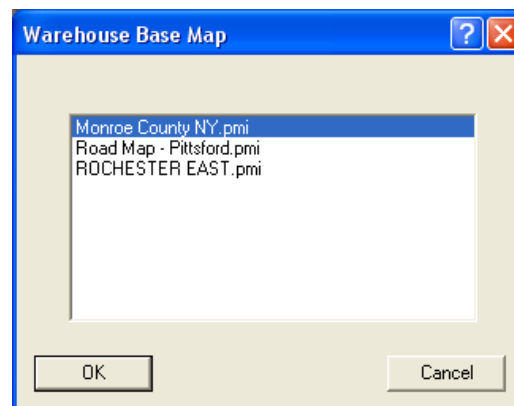 Warehouse Base Map
Monroe County NY.pmi
Road Map - Pittsford.pmi
ROCHESTER EAST.pmi
OK
Cancel